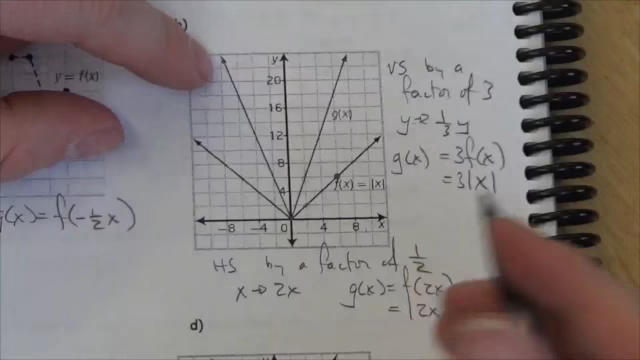 b)
y = f(x)
y
20
16
12
8
4
g(x)
f(x) = |x|
-8 -4 0 4 8 x
VS by a
factor of 3
y → 1/3 y
g(x) = 3f(x)
= 3|x|
g(x) = f(-1/2x)
HS by a factor of 1/2
x → 2x
g(x) = f(2x)
= |2x
d)